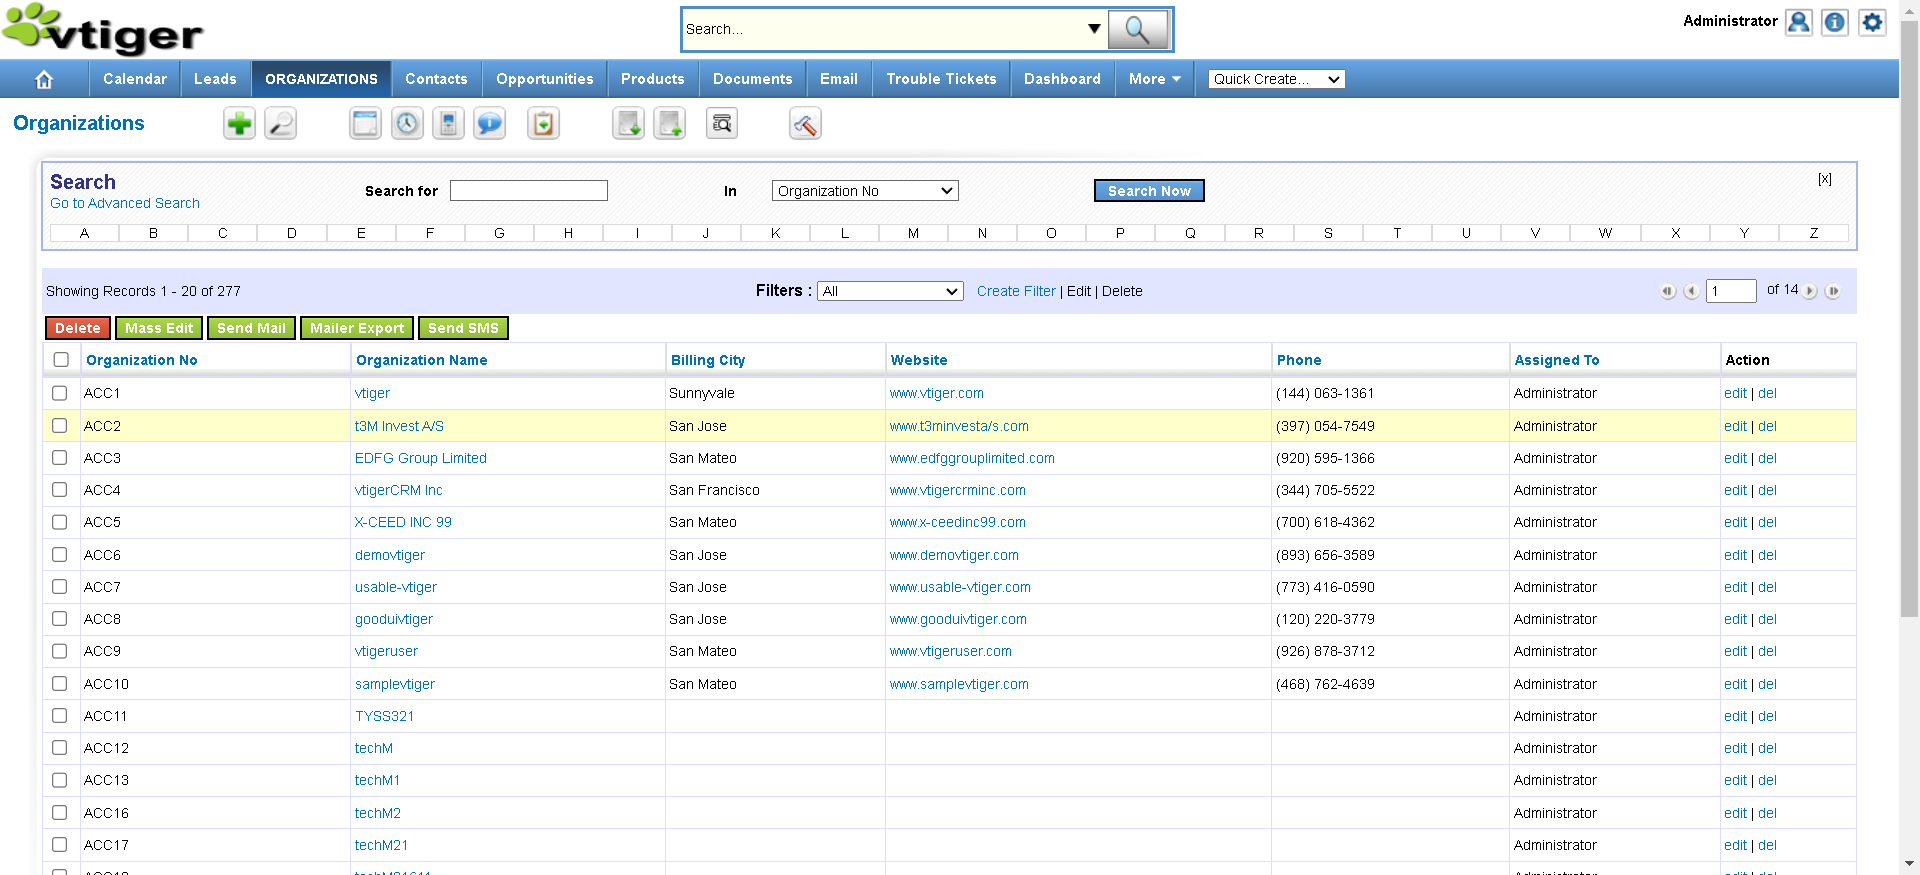 vtiger
Search...
Administrator
Calendar Leads ORGANIZATIONS Contacts Opportunities Products Documents Email Trouble Tickets Dashboard More Quick Create...
Organizations
Search
Go to Advanced Search
Search for In Organization No Search Now [x]
A B C D E F G H I J K L M N O P Q R S T U V W X Y Z
Showing Records 1 - 20 of 277 Filters : All Create Filter | Edit | Delete 1 of 14
Delete Mass Edit Send Mail Mailer Export Send SMS
Organization No Organization Name Billing City Website Phone Assigned To Action
ACC1 vtiger Sunnyvale www.vtiger.com (144) 063-1361 Administrator edit | del
ACC2 t3M Invest A/S San Jose www.t3minvesta/s.com (397) 054-7549 Administrator edit | del
ACC3 EDFG Group Limited San Mateo www.edfggrouplimited.com (920) 595-1366 Administrator edit | del
ACC4 vtigerCRM Inc San Francisco www.vtigercrminc.com (344) 705-5522 Administrator edit | del
ACC5 X-CEED INC 99 San Mateo www.x-ceedinc99.com (700) 618-4362 Administrator edit | del
ACC6 demovtiger San Jose www.demovtiger.com (893) 656-3589 Administrator edit | del
ACC7 usable-vtiger San Jose www.usable-vtiger.com (773) 416-0590 Administrator edit | del
ACC8 gooduivtiger San Jose www.gooduivtiger.com (120) 220-3779 Administrator edit | del
ACC9 vtigeruser San Mateo www.vtigeruser.com (926) 878-3712 Administrator edit | del
ACC10 samplevtiger San Mateo www.samplevtiger.com (468) 762-4639 Administrator edit | del
ACC11 TYSS321 Administrator edit | del
ACC12 techM Administrator edit | del
ACC13 techM1 Administrator edit | del
ACC16 techM2 Administrator edit | del
ACC17 techM21 Administrator edit | del